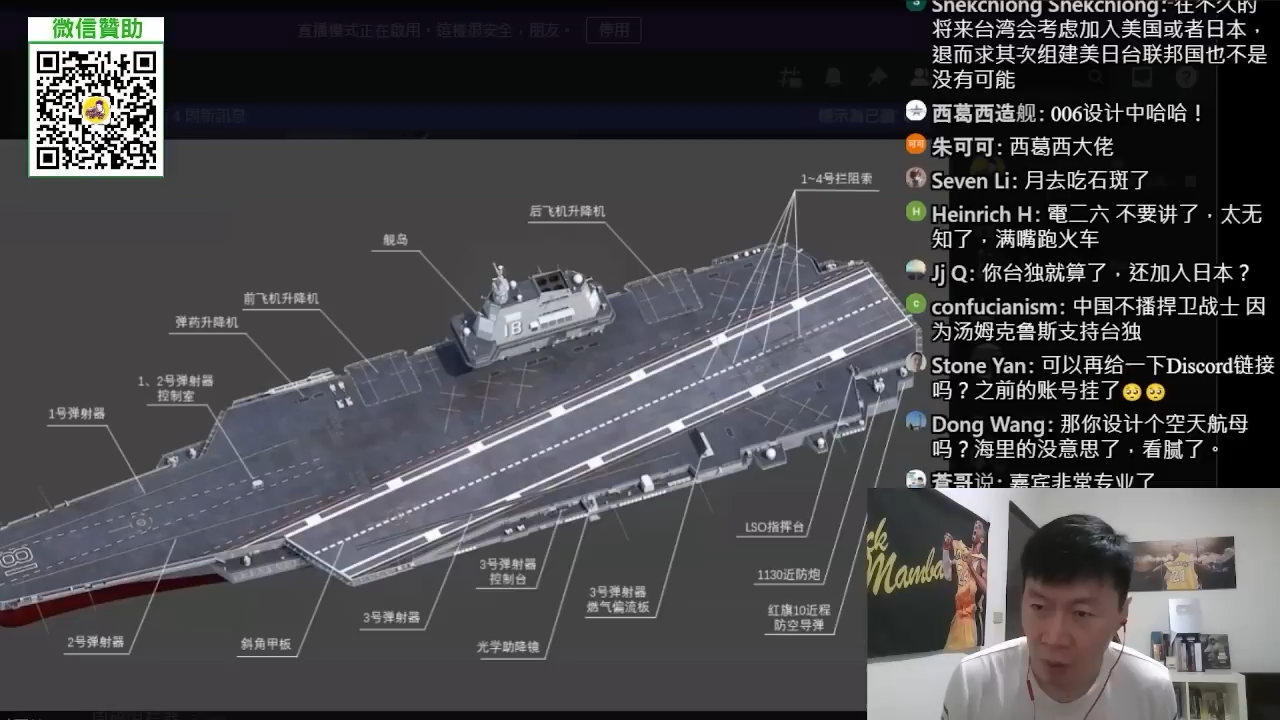 微信贊助
直播模式正在啟用。這樣很安全，朋友。
停用
1~4号拦阻索
后飞机升降机
舰岛
前飞机升降机
弹药升降机
1、2号弹射器
控制室
1号弹射器
18
18
2号弹射器
斜角甲板
3号弹射器
3号弹射器
控制台
光学助降镜
3号弹射器
燃气偏流板
LSO指挥台
1130近防炮
红旗10近程
防空导弹
Shekchiong Shekchiong: 在不久的
将来台湾会考虑加入美国或者日本，
退而求其次组建美日台联邦国也不是
没有可能
西葛西造舰: 006设计中哈哈！
朱可可: 西葛西大佬
Seven Li: 月去吃石斑了
Heinrich H: 電二六 不要讲了，太无
知了，满嘴跑火车
Jj Q: 你台独就算了，还加入日本？
confucianism: 中国不播捍卫战士 因
为汤姆克鲁斯支持台独
Stone Yan: 可以再给一下Discord链接
吗？之前的账号挂了🥺🥺
Dong Wang: 那你设计个空天航母
吗？海里的没意思了，看腻了。
蒼哥说: 嘉宾非常专业了
Mamba